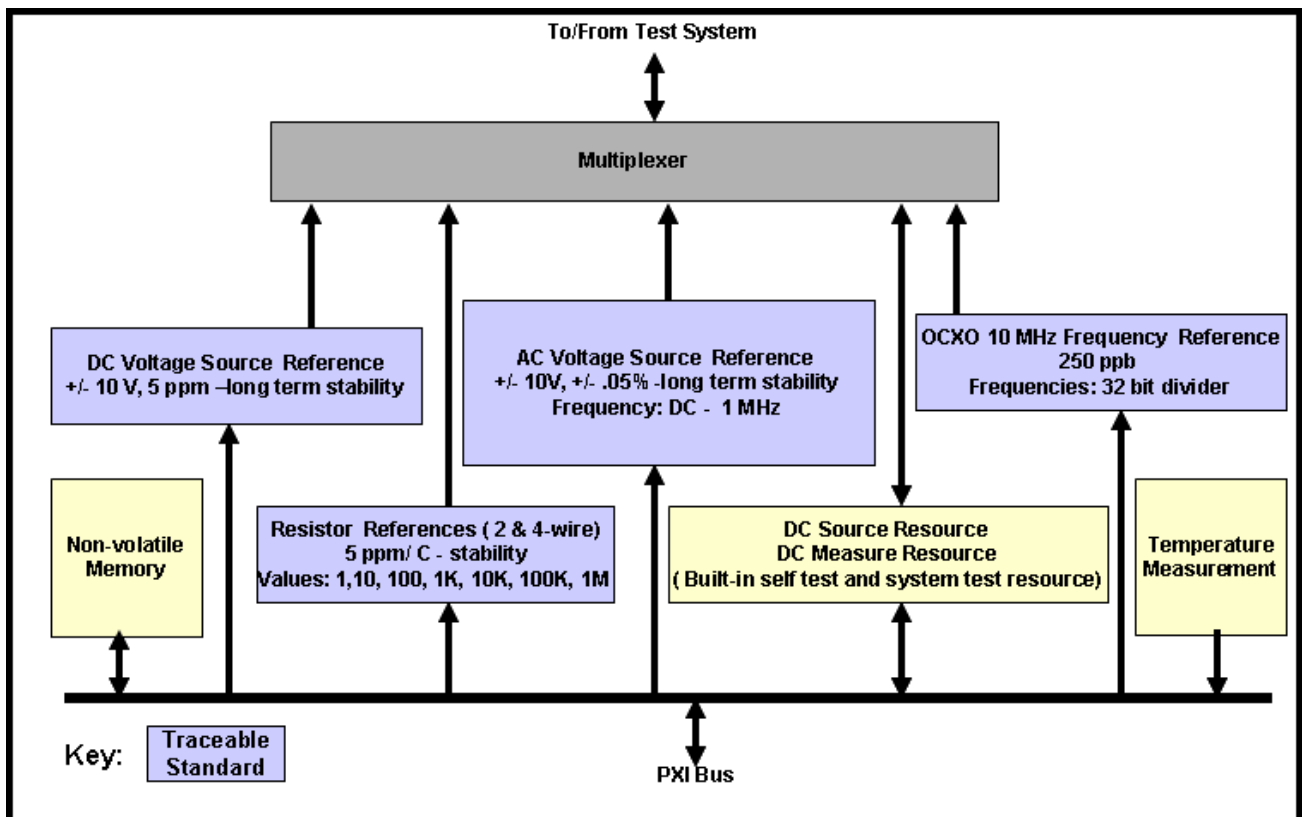 To/From Test System
Multiplexer
DC Voltage Source Reference
+/- 10 V, 5 ppm –long term stability
AC Voltage Source Reference
+/- 10V, +/- .05% -long term stability
Frequency: DC - 1 MHz
OCXO 10 MHz Frequency Reference
250 ppb
Frequencies: 32 bit divider
Non-volatile
Memory
Resistor References ( 2 & 4-wire)
5 ppm/ C - stability
Values: 1,10, 100, 1K, 10K, 100K, 1M
DC Source Resource
DC Measure Resource
( Built-in self test and system test resource)
Temperature
Measurement
Key:
Traceable
Standard
PXI Bus